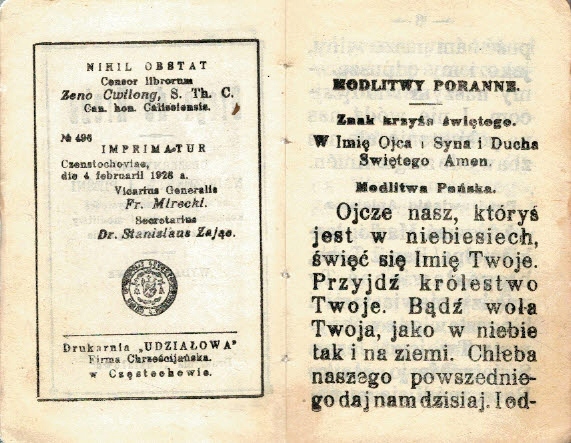 NIHIL OBSTAT
Censor librorum
Zeno Cwilong, S. Th. C.
Can. hon. Calissiensis.
№ 496
IMPRIMATUR
Czenstochoviae,
die 4 februarii 1926 a.
Vicarius Generalis
Fr. Mirecki.
Secretarius
Dr. Stanislaus Zając.
Drukarnia „UDZIAŁOWA"
Firma Chrześcijańska.
w Częstochowie.
MODLITWY PORANNE.
Znak krzyża świętego.
W Imię Ojca i Syna i Ducha
Świętego Amen.
Modlitwa Pańska.
Ojcze nasz, któryś
jest w niebiesiech,
święć się Imię Twoje.
Przyjdź królestwo
Twoje. Bądź wola
Twoja, jako w niebie
tak i na ziemi. Chleba
naszego powszednie-
go daj nam dzisiaj. I od-